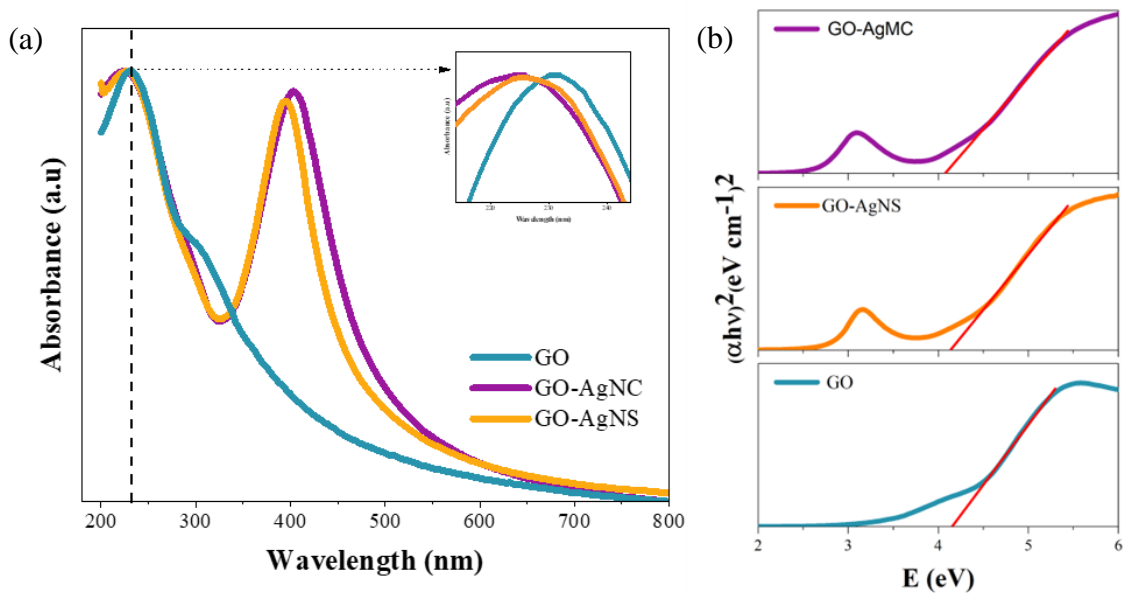 (a)
Absorbance (a.u)
Absorbance (a.u)
220
230
240
Wavelength (nm)
GO
GO-AgNC
GO-AgNS
200
300
400
500
600
700
800
Wavelength (nm)
(b)
(αhν)²(eV cm⁻¹)²
GO-AgMC
GO-AgNS
GO
2
3
4
5
6
E (eV)